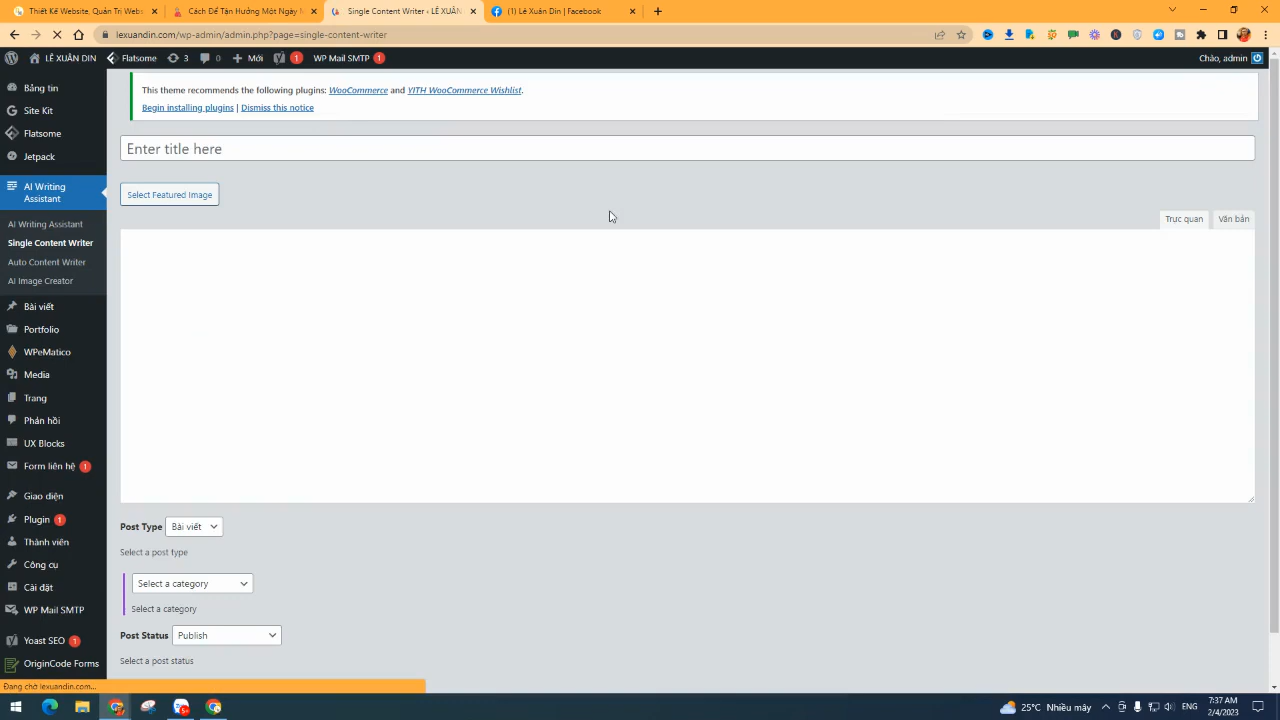 Thiết Kế Website, Quản Trị Webs
Cách Để Tận Hưởng Một Ngày M
Single Content Writer ‹ LÊ XUÂN
(1) Lê Xuân Din | Facebook
lexuandin.com/wp-admin/admin.php?page=single-content-writer
LÊ XUÂN DIN
Flatsome
3
0
Mới
1
WP Mail SMTP
1
Chào, admin
Bảng tin
Site Kit
Flatsome
Jetpack
AI Writing
Assistant
AI Writing Assistant
Single Content Writer
Auto Content Writer
AI Image Creator
Bài viết
Portfolio
WPeMatico
Media
Trang
Phản hồi
UX Blocks
Form liên hệ 1
Giao diện
Plugin 1
Thành viên
Công cụ
Cài đặt
WP Mail SMTP
Yoast SEO 1
OriginCode Forms
This theme recommends the following plugins: WooCommerce and YITH WooCommerce Wishlist.
Begin installing plugins | Dismiss this notice
Enter title here
Select Featured Image
Trực quan
Văn bản
Post Type Bài viết
Select a post type
Select a category
Select a category
Post Status Publish
Select a post status
Đang chờ lexuandin.com...
25°C Nhiều mây
ENG
7:37 AM
2/4/2023